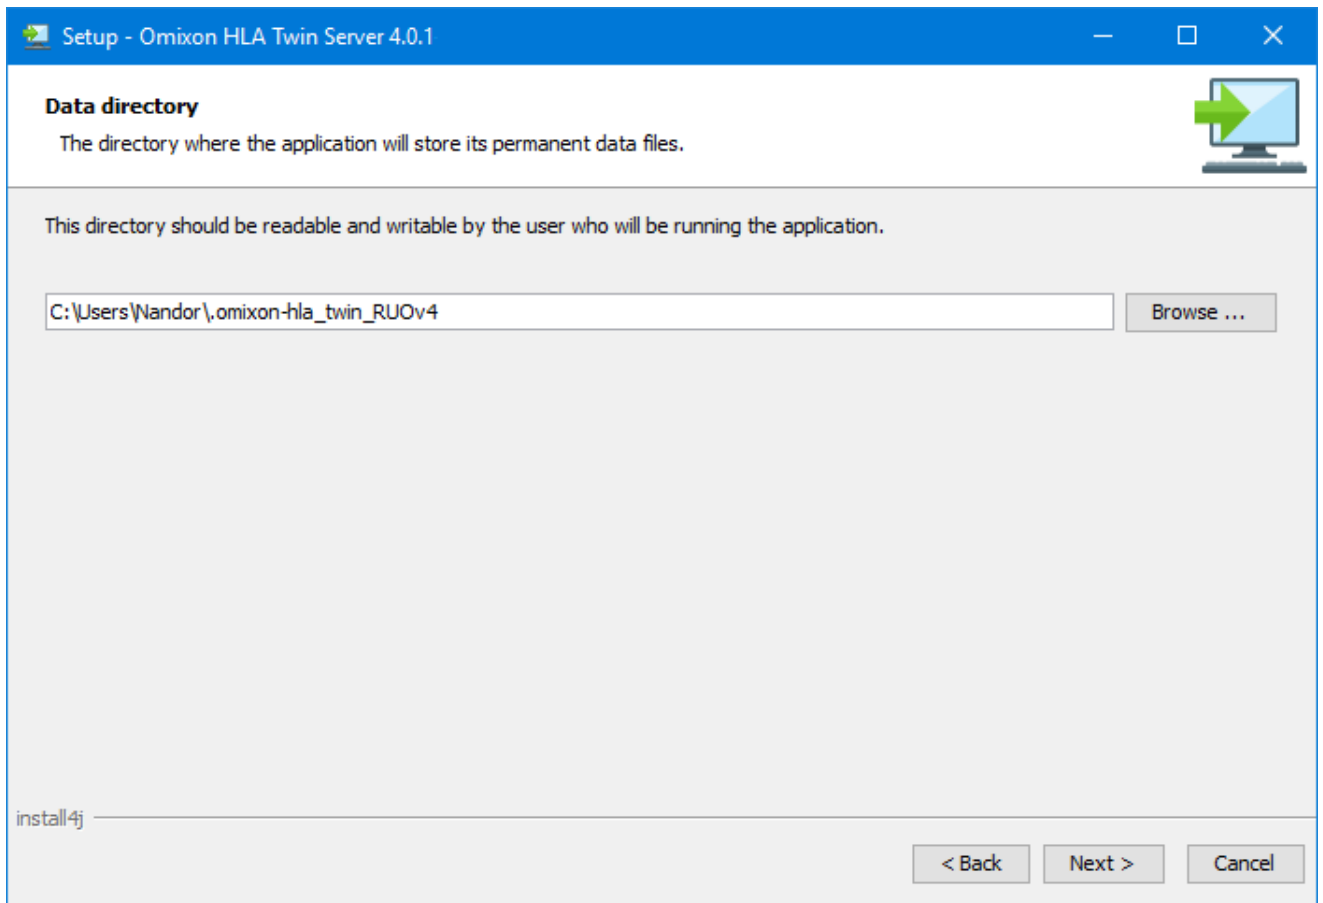 Setup - Omixon HLA Twin Server 4.0.1
Data directory
The directory where the application will store its permanent data files.
This directory should be readable and writable by the user who will be running the application.
C:\Users\Nandor\.omixon-hla_twin_RUOv4
Browse ...
install4j
< Back
Next >
Cancel